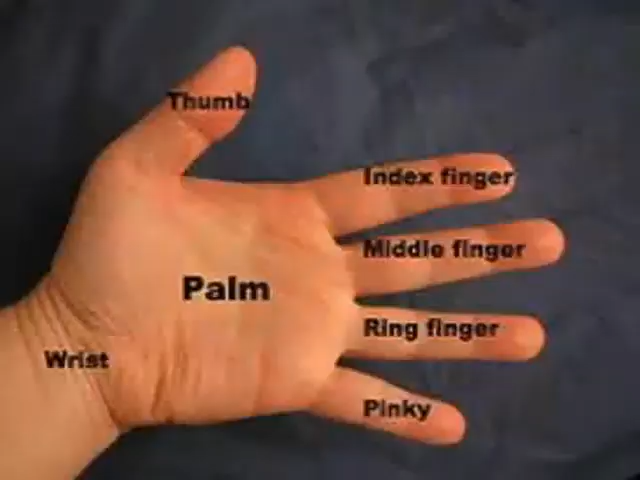 Thumb
Index finger
Middle finger
Palm
Ring finger
Wrist
Pinky